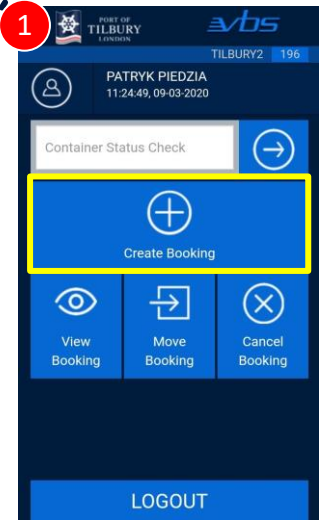 1
PORT OF
TILBURY
LONDON
vbs
TILBURY2 196
PATRYK PIEDZIA
11:24:49, 09-03-2020
Container Status Check
Create Booking
View
Booking
Move
Booking
Cancel
Booking
LOGOUT